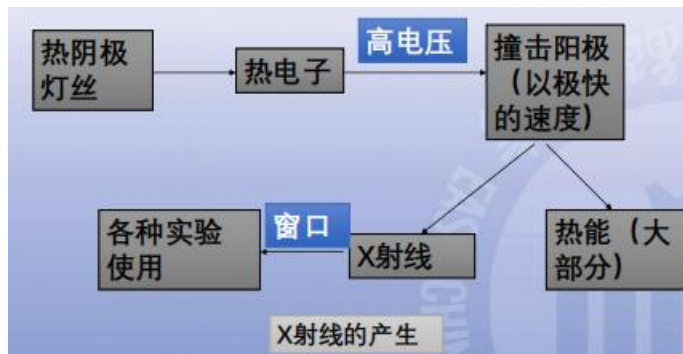 热阴极
灯丝
热电子
高电压
撞击阳极
（以极快
的速度）
各种实验
使用
窗口
X射线
热能（大
部分）
X射线的产生